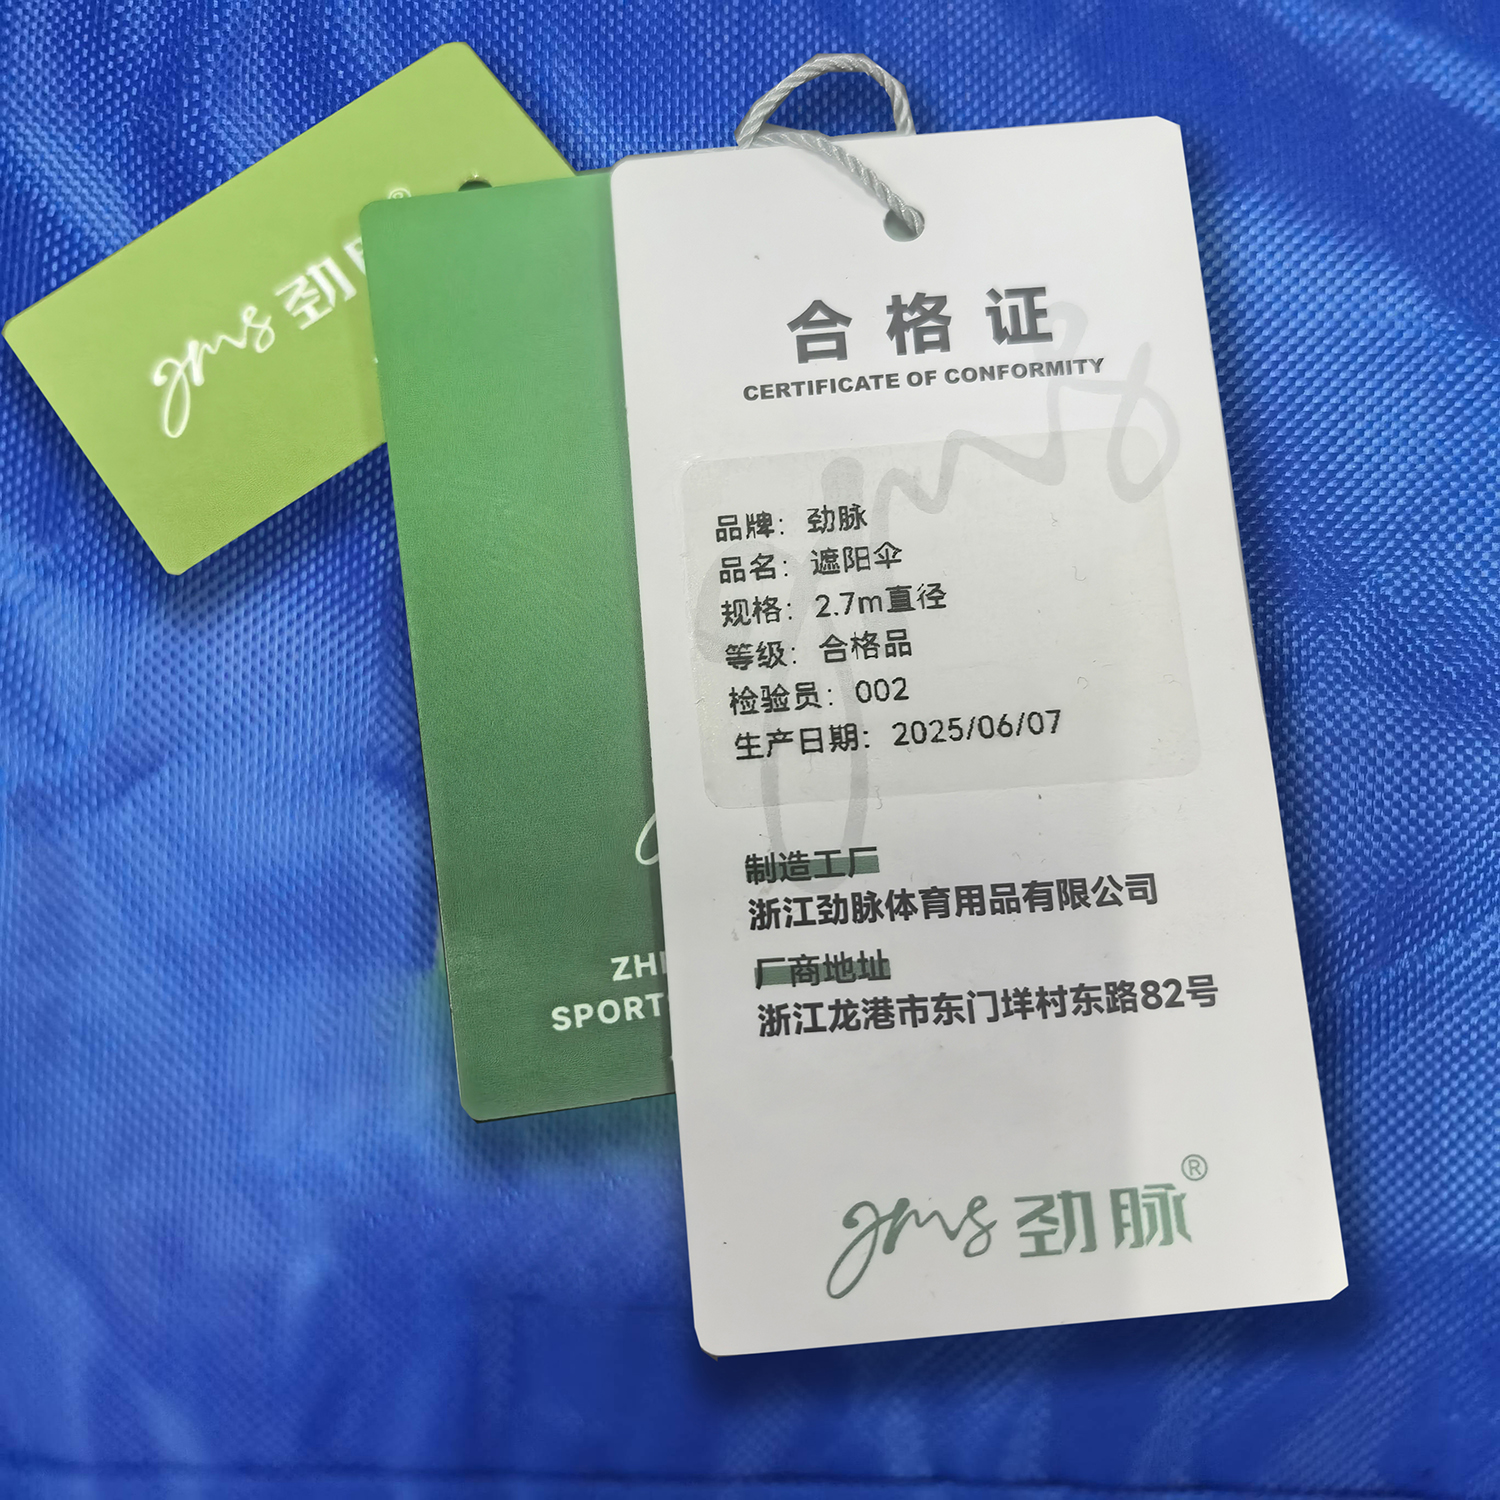 jms 劲
®
ZH
SPORT
合格证
CERTIFICATE OF CONFORMITY
jms
品牌：劲脉
品名：遮阳伞
规格：2.7m直径
等级：合格品
检验员：002
生产日期：2025/06/07
制造工厂
浙江劲脉体育用品有限公司
厂商地址
浙江龙港市东门垟村东路82号
jms 劲脉®